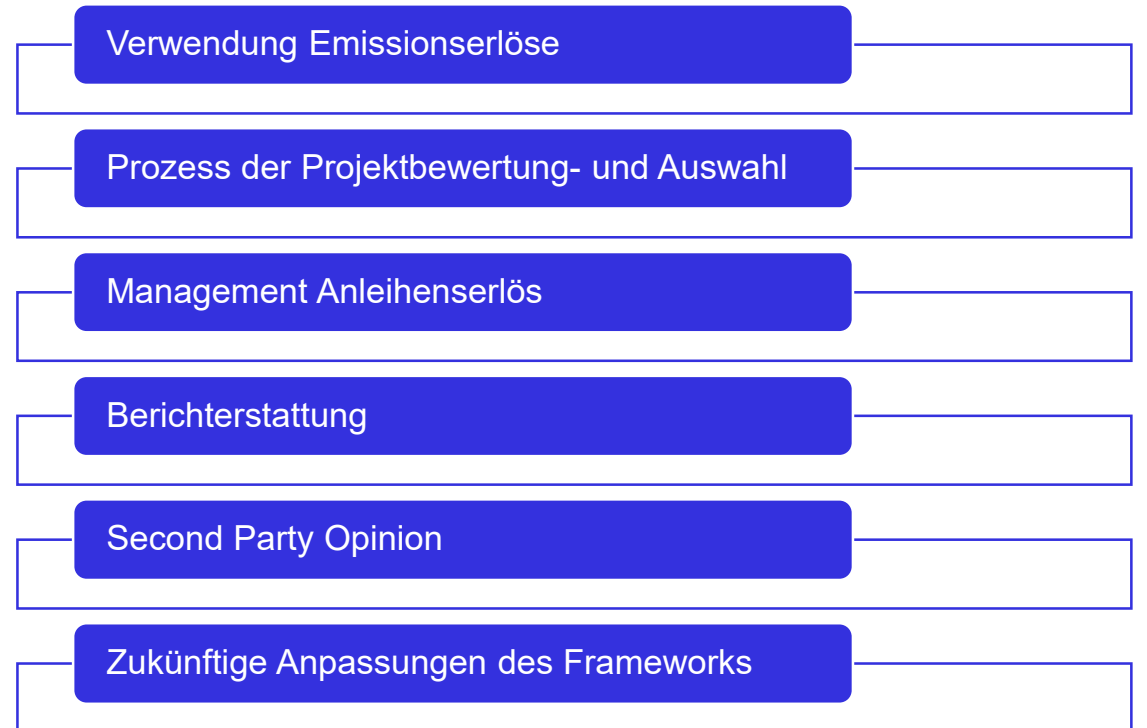 Verwendung Emissionserlöse
Prozess der Projektbewertung- und Auswahl
Management Anleihenserlös
Berichterstattung
Second Party Opinion
Zukünftige Anpassungen des Frameworks